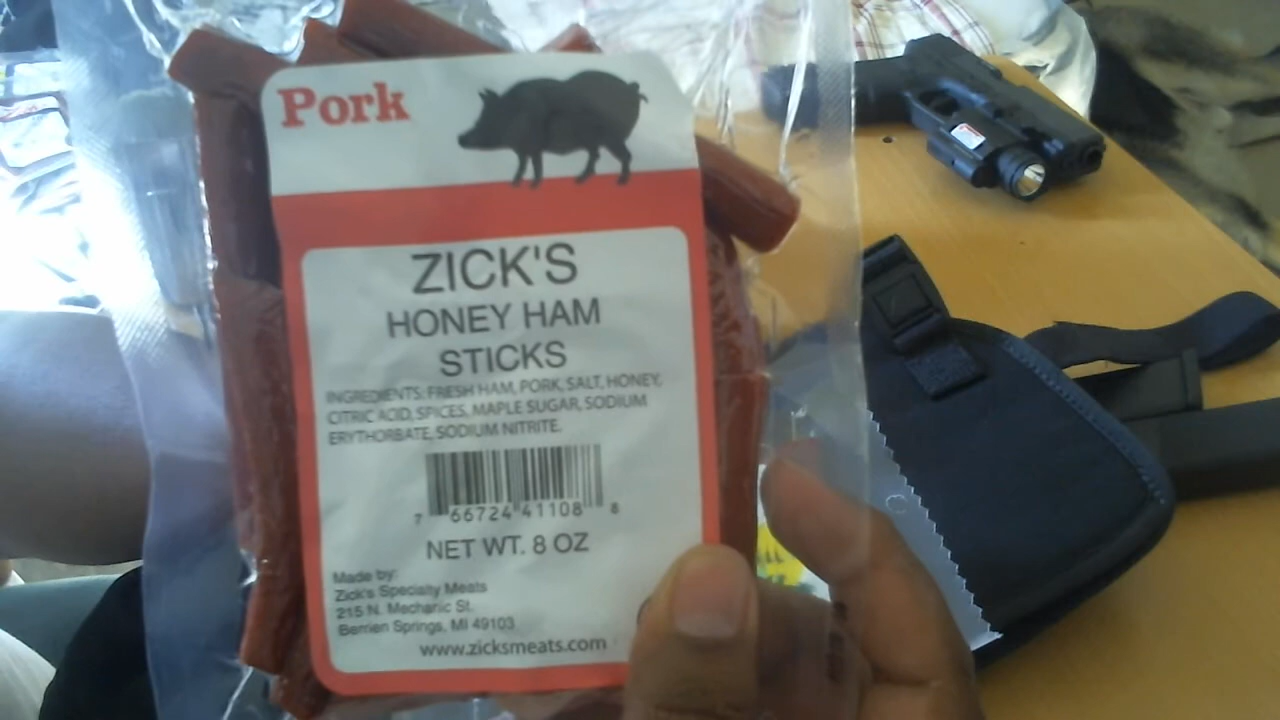 Pork
ZICK'S
HONEY HAM
STICKS
INGREDIENTS: FRESH HAM, PORK, SALT, HONEY,
CITRIC ACID, SPICES, MAPLE SUGAR, SODIUM
ERYTHORBATE, SODIUM NITRITE.
7 66724 41108 8
NET WT. 8 OZ
Made by:
Zick's Specialty Meats
215 N. Mechanic St.
Berrien Springs, MI 49103
www.zicksmeats.com